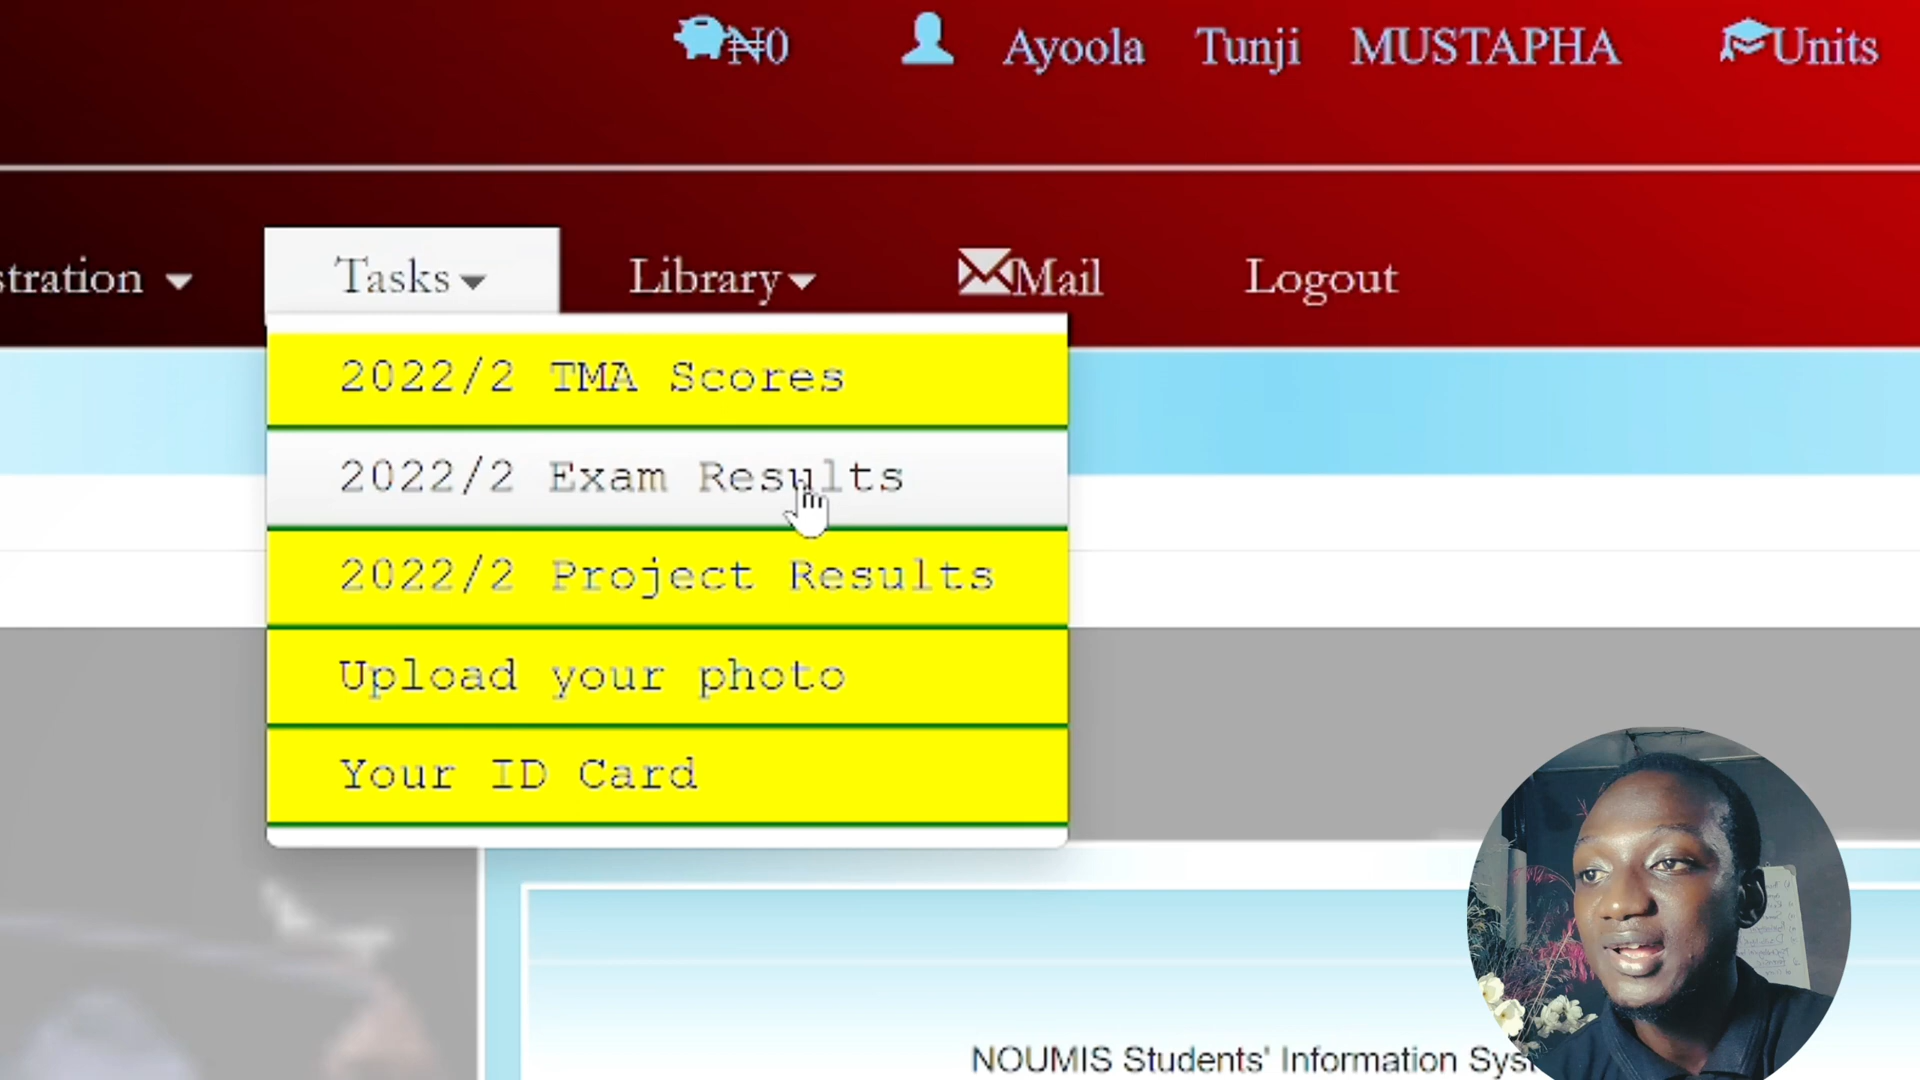 ₦0 Ayoola Tunji MUSTAPHA Units
stration Tasks Library Mail Logout
2022/2 TMA Scores
2022/2 Exam Results
2022/2 Project Results
Upload your photo
Your ID Card
NOUMIS Students' Information Sys